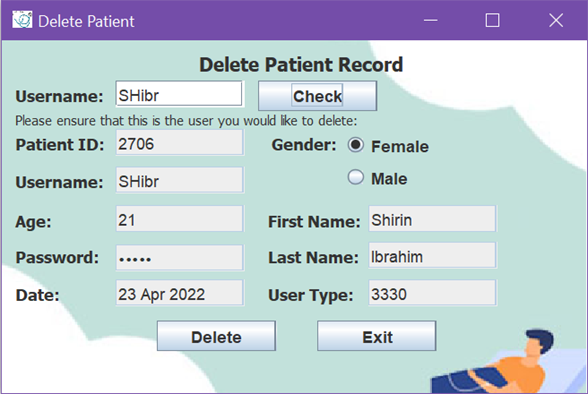 Delete Patient
Delete Patient Record
Username: SHibr Check
Please ensure that this is the user you would like to delete:
Patient ID: 2706 Gender: Female
Username: SHibr Male
Age: 21 First Name: Shirin
Password: ••••• Last Name: Ibrahim
Date: 23 Apr 2022 User Type: 3330
Delete Exit